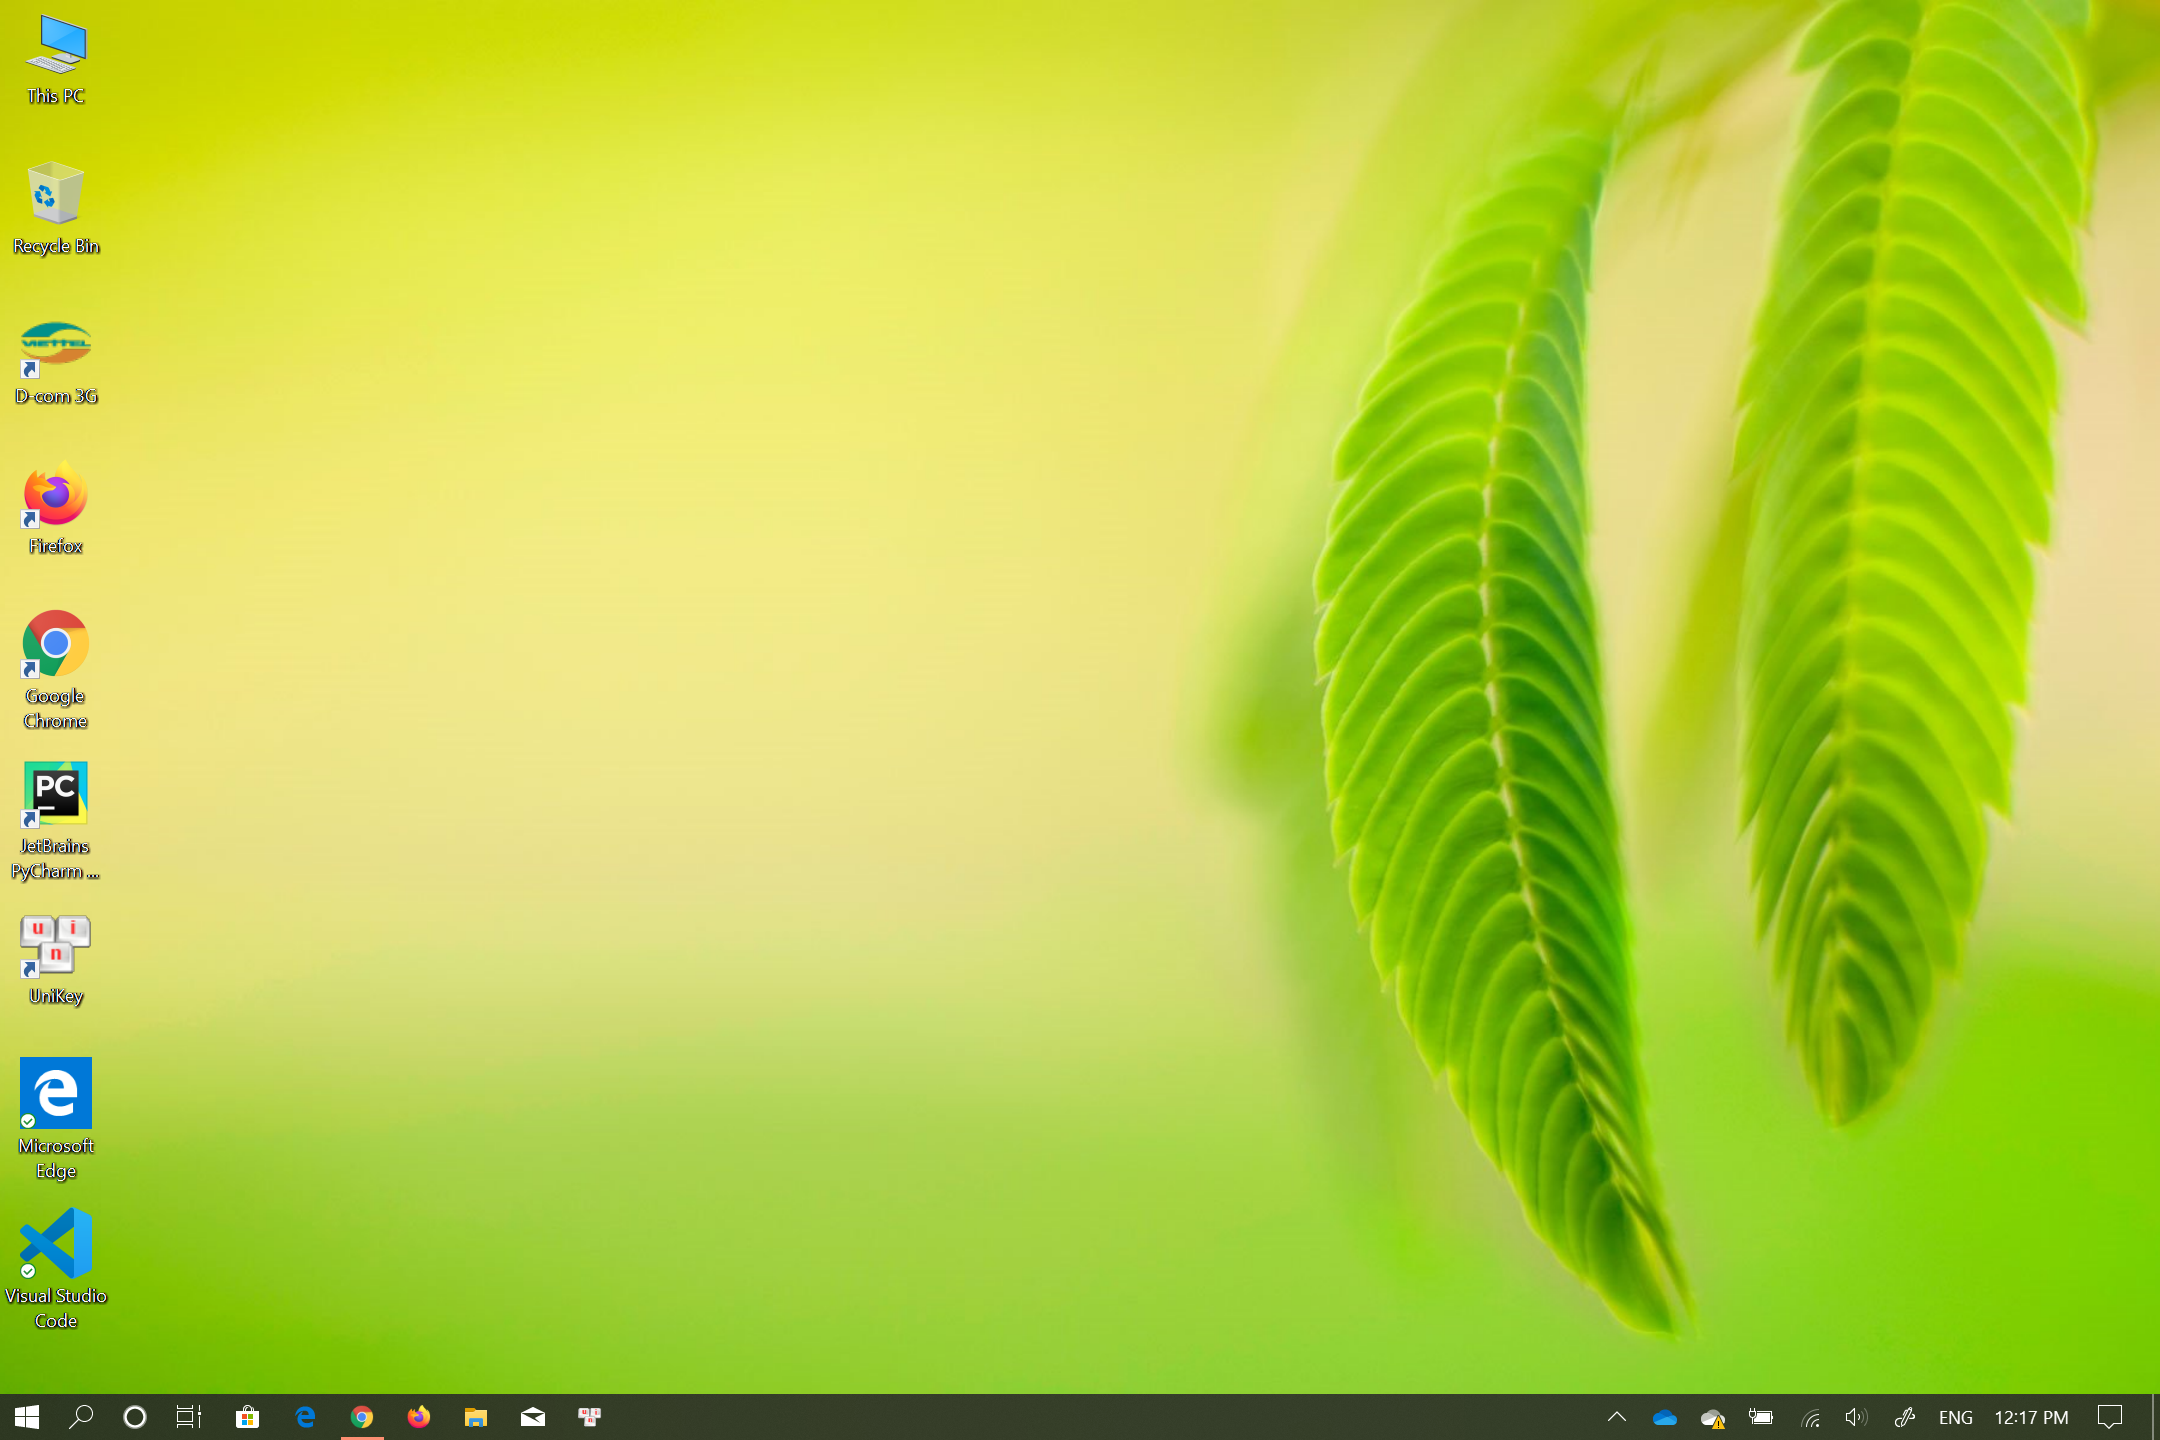 This PC
Recycle Bin
VIETTEL
D-com 3G
Firefox
Google
Chrome
PC
JetBrains
PyCharm ...
u i
n
UniKey
Microsoft
Edge
Visual Studio
Code
u i
n
ENG
12:17 PM